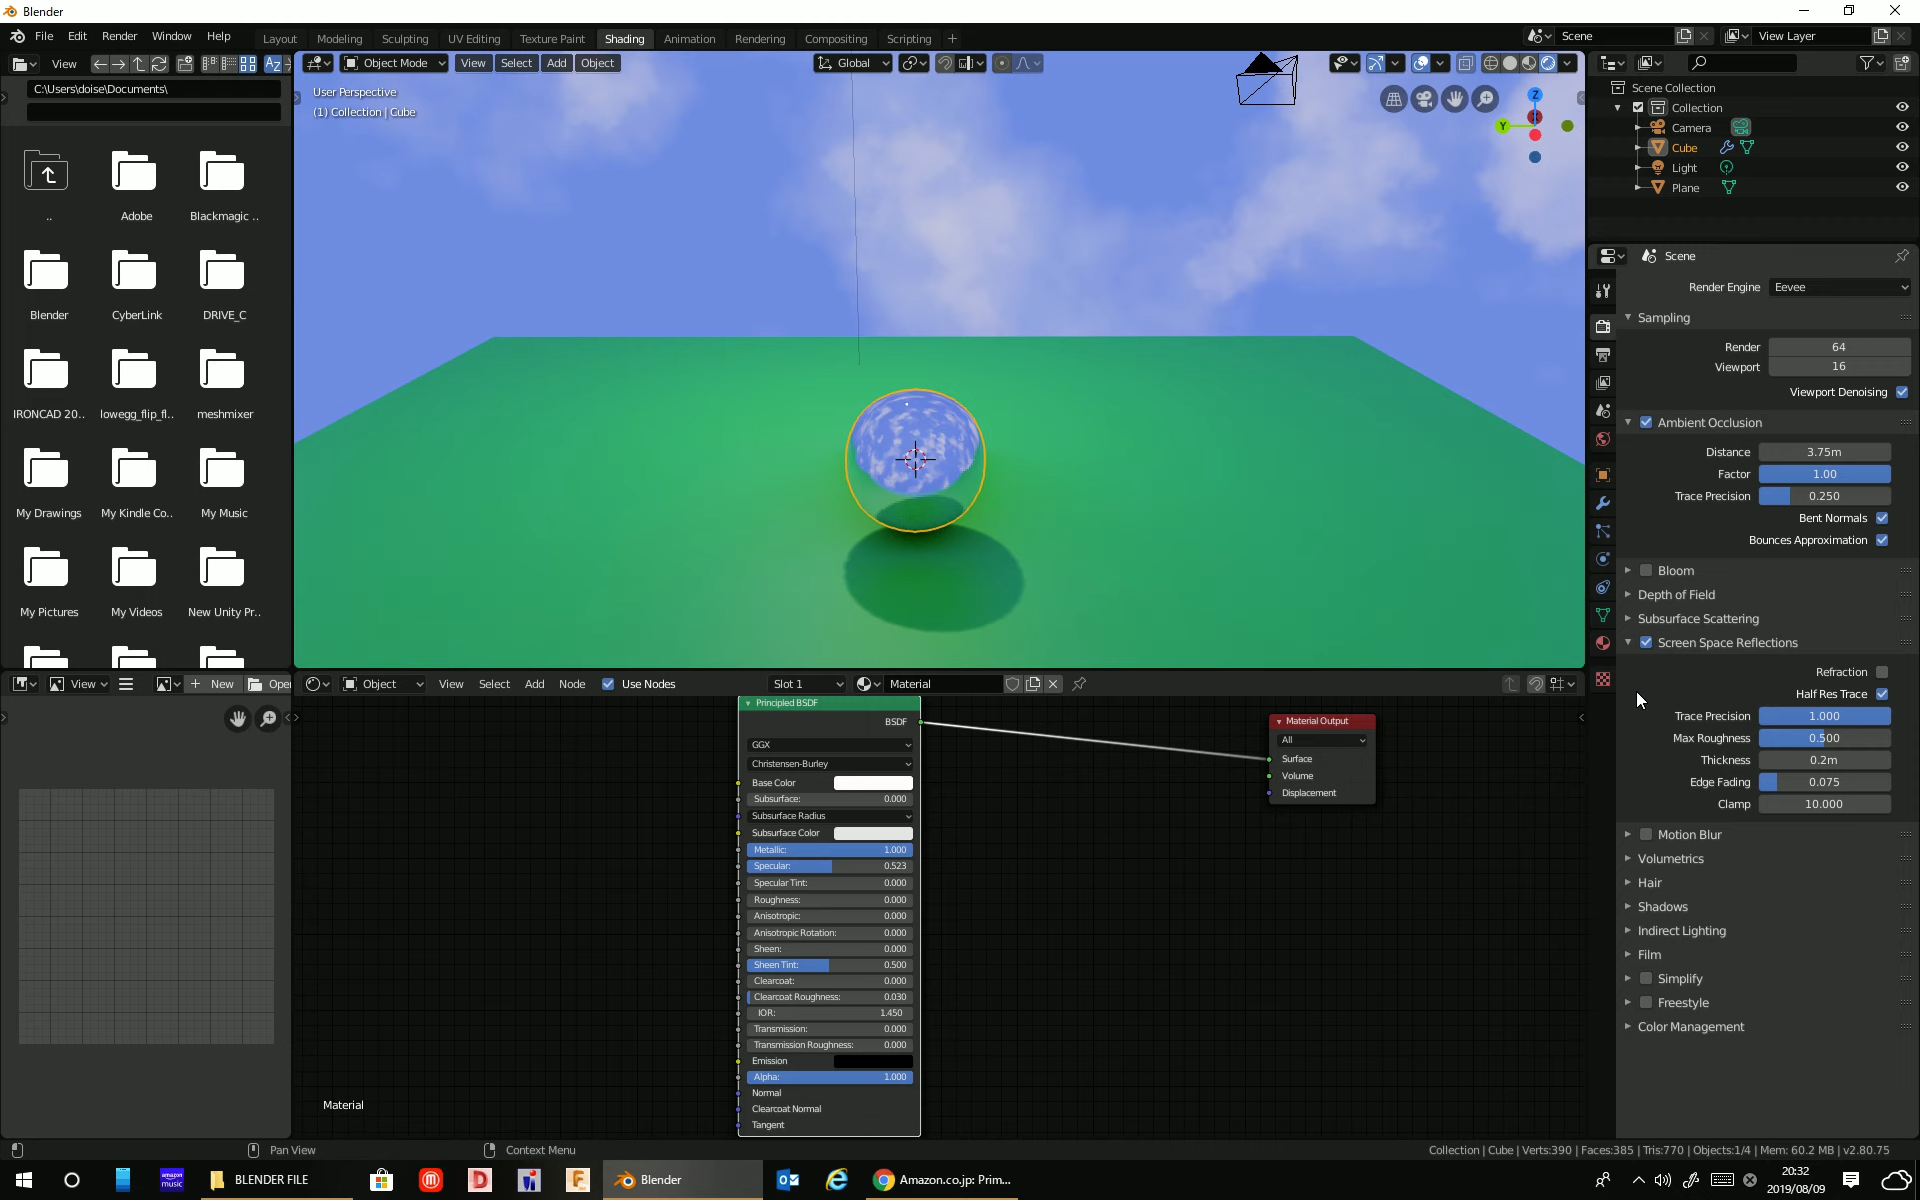 Blender
File Edit Render Window Help
Layout Modeling Sculpting UV Editing Texture Paint Shading Animation Rendering Compositing Scripting +
Scene
View Layer
View
C:\Users\doise\Documents\
..
Adobe
Blackmagic ..
Blender
CyberLink
DRIVE_C
IRONCAD 20..
lowegg_flip_fl..
meshmixer
My Drawings
My Kindle Co..
My Music
My Pictures
My Videos
New Unity Pr..
Object Mode View Select Add Object
Global
User Perspective
(1) Collection | Cube
Z
Y
Scene Collection
Collection
Camera
Cube
Light
Plane
Scene
Render Engine Eevee
Sampling
Render 64
Viewport 16
Viewport Denoising
Ambient Occlusion
Distance 3.75m
Factor 1.00
Trace Precision 0.250
Bent Normals
Bounces Approximation
Bloom
Depth of Field
Subsurface Scattering
Screen Space Reflections
Refraction
Half Res Trace
Trace Precision 1.000
Max Roughness 0.500
Thickness 0.2m
Edge Fading 0.075
Clamp 10.000
Motion Blur
Volumetrics
Hair
Shadows
Indirect Lighting
Film
Simplify
Freestyle
Color Management
View + New Open
Object View Select Add Node Use Nodes Slot 1 Material
Principled BSDF
BSDF
GGX
Christensen-Burley
Base Color
Subsurface: 0.000
Subsurface Radius
Subsurface Color
Metallic: 1.000
Specular: 0.523
Specular Tint: 0.000
Roughness: 0.000
Anisotropic: 0.000
Anisotropic Rotation: 0.000
Sheen: 0.000
Sheen Tint: 0.500
Clearcoat: 0.000
Clearcoat Roughness: 0.030
IOR: 1.450
Transmission: 0.000
Transmission Roughness: 0.000
Emission
Alpha: 1.000
Normal
Clearcoat Normal
Tangent
Material Output
All
Surface
Volume
Displacement
Material
Pan View
Context Menu
Collection | Cube | Verts:390 | Faces:385 | Tris:770 | Objects:1/4 | Mem: 60.2 MB | v2.80.75
amazon music
BLENDER FILE
Blender
Amazon.co.jp: Prim...
20:32
2019/08/09